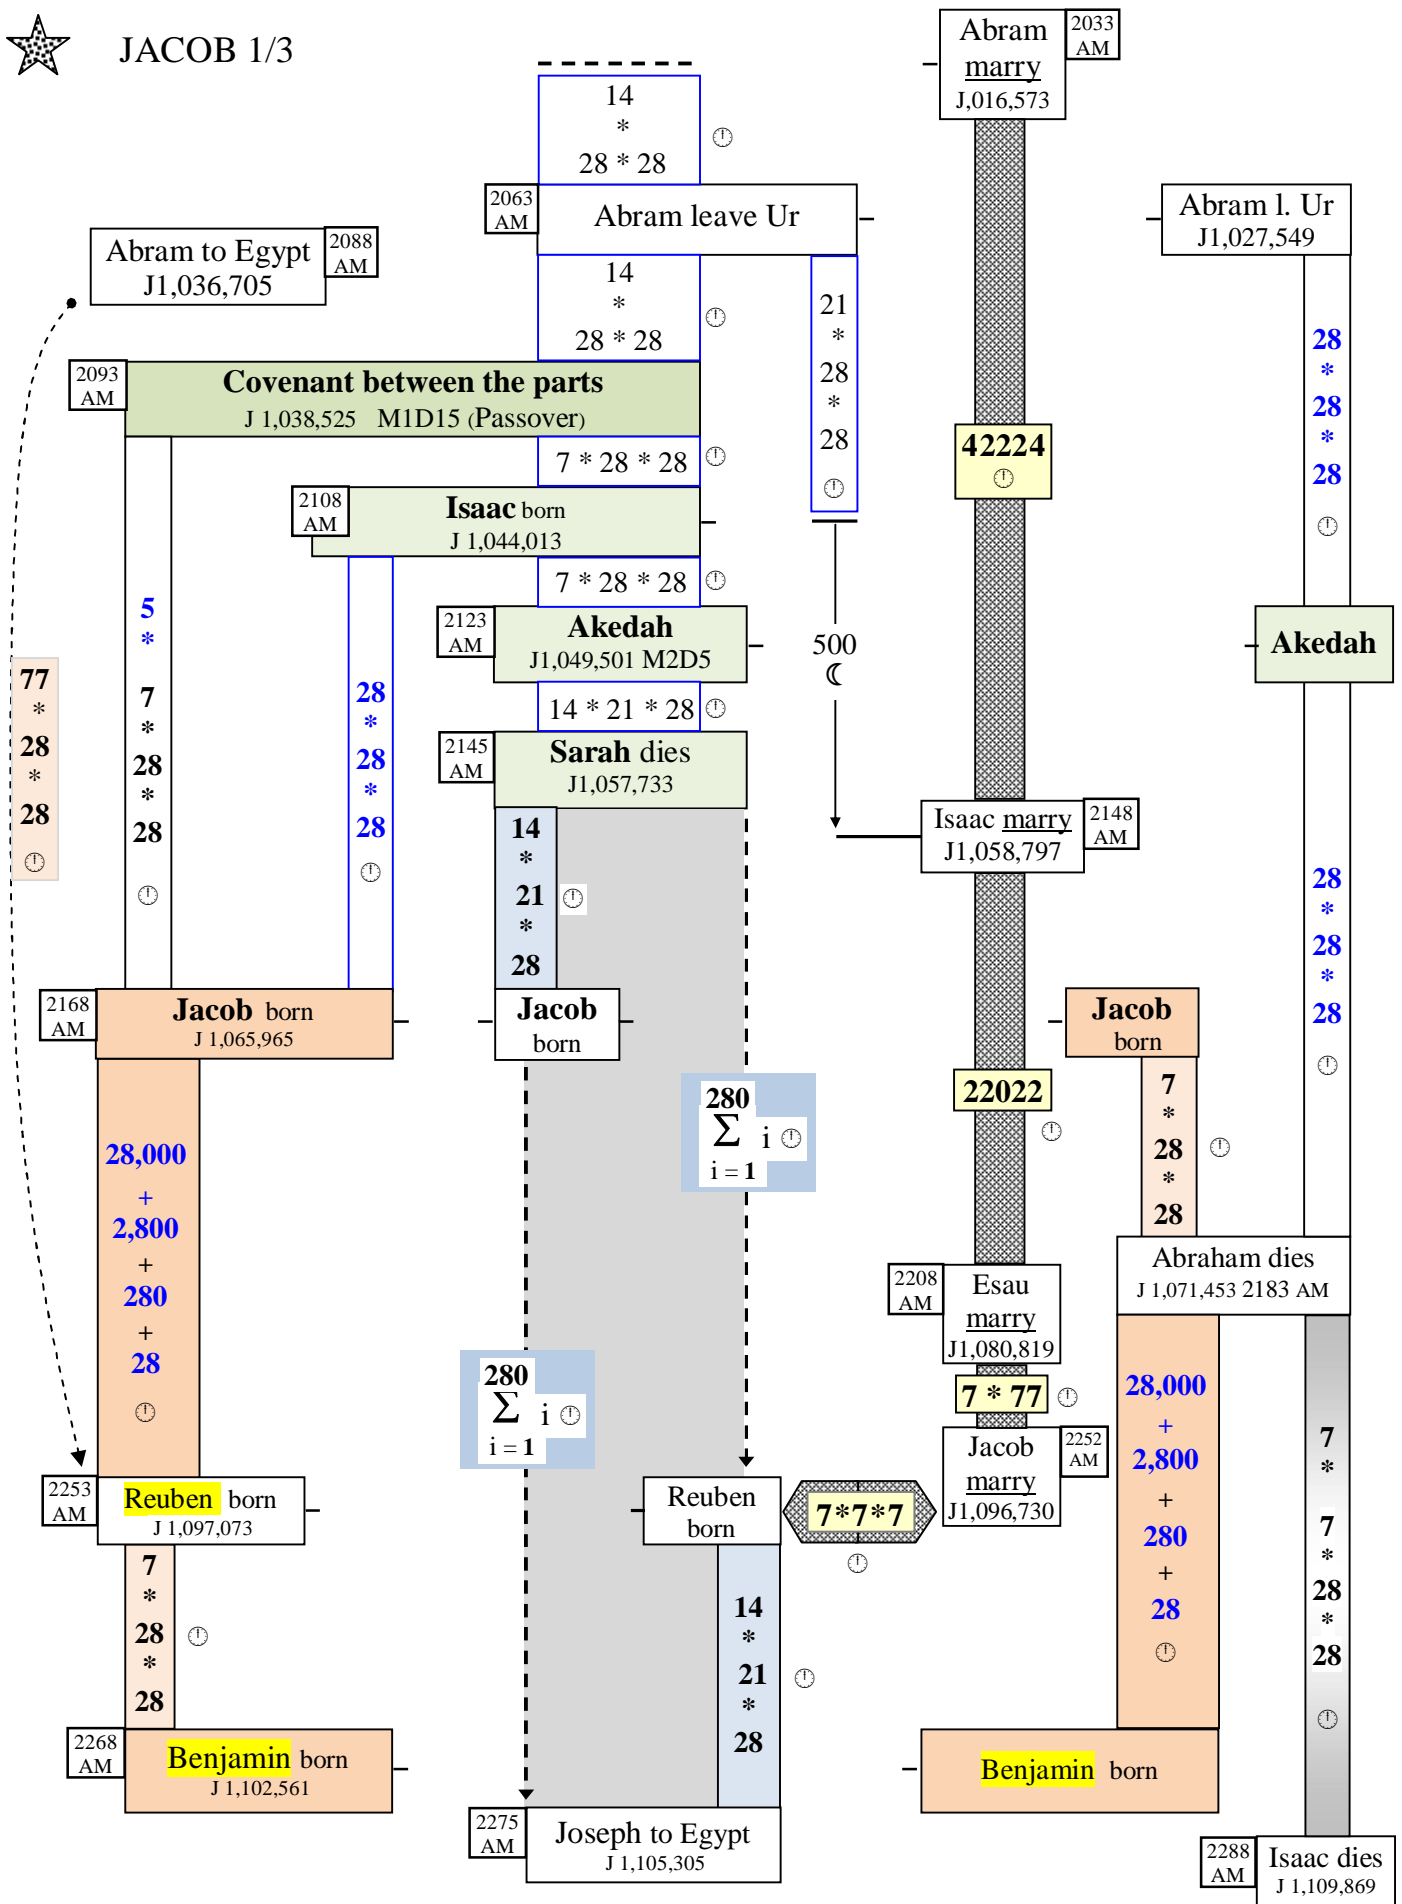 JACOB 1/3
Abram
marry
J,016,573
2033
AM
14
*
28 * 28
2063
AM
Abram leave Ur
Abram l. Ur
J1,027,549
Abram to Egypt
J1,036,705
2088
AM
14
*
28 * 28
21
*
28
*
28
28
*
28
*
28
2093
AM
Covenant between the parts
J 1,038,525 M1D15 (Passover)
42224
7 * 28 * 28
2108
AM
Isaac born
J 1,044,013
7 * 28 * 28
5
*
7
*
28
*
28
77
*
28
*
28
28
*
28
*
28
2123
AM
Akedah
J1,049,501 M2D5
500
Akedah
14 * 21 * 28
2145
AM
Sarah dies
J1,057,733
14
*
21
*
28
Isaac marry
J1,058,797
2148
AM
28
*
28
*
28
2168
AM
Jacob born
J 1,065,965
Jacob
born
Jacob
born
22022
280
Σ i
i = 1
7
*
28
*
28
28,000
+
2,800
+
280
+
28
Abraham dies
J 1,071,453 2183 AM
2208
AM
Esau
marry
J1,080,819
280
Σ i
i = 1
7 * 77
28,000
+
2,800
+
280
+
28
Jacob
marry
J1,096,730
2252
AM
7
*
7
*
28
*
28
2253
AM
Reuben born
J 1,097,073
Reuben
born
7*7*7
7
*
28
*
28
14
*
21
*
28
2268
AM
Benjamin born
J 1,102,561
Benjamin born
2275
AM
Joseph to Egypt
J 1,105,305
2288
AM
Isaac dies
J 1,109,869